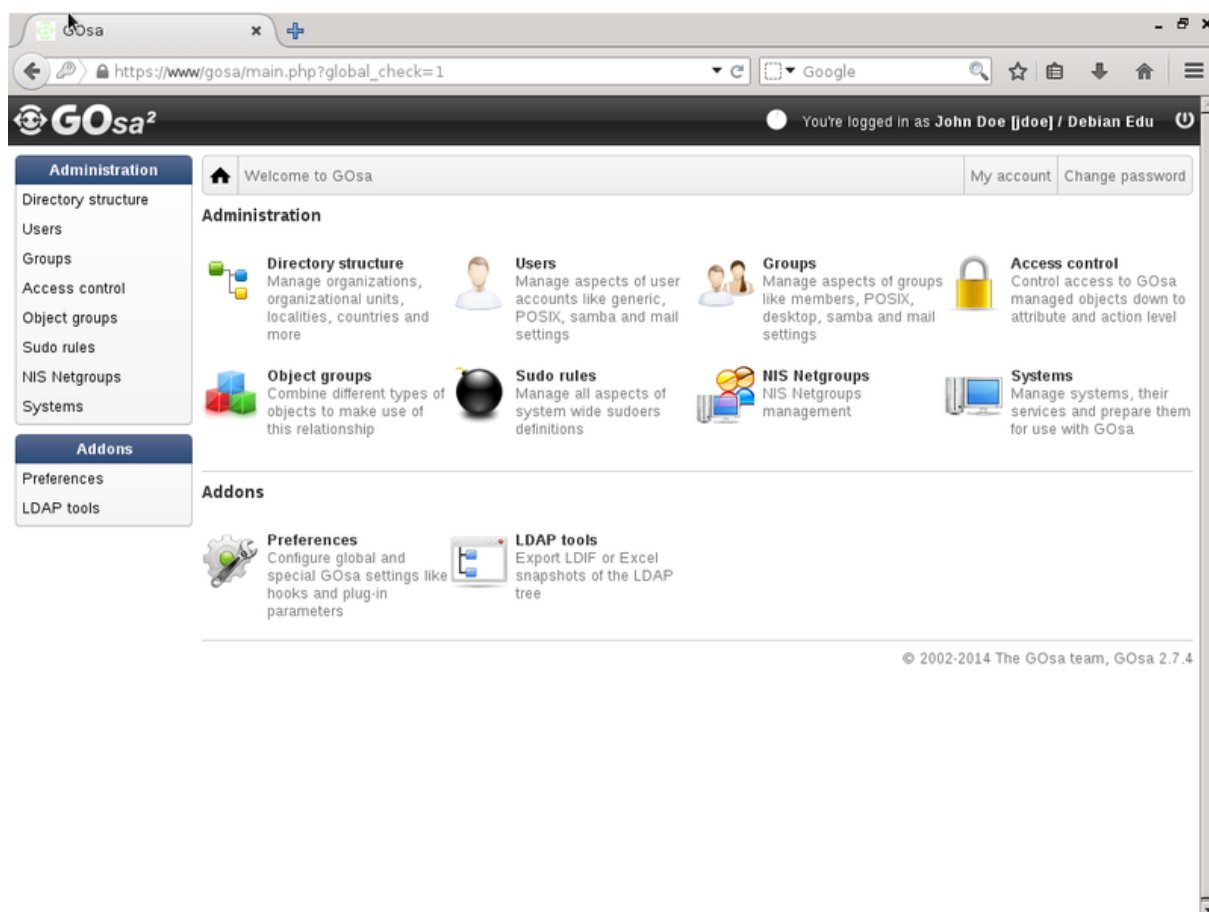 GOsa
https://www/gosa/main.php?global_check=1
Google
GOsa²
You're logged in as John Doe [jdoe] / Debian Edu
Administration
Directory structure
Users
Groups
Access control
Object groups
Sudo rules
NIS Netgroups
Systems
Addons
Preferences
LDAP tools
Welcome to GOsa
My account
Change password
Administration
Directory structure
Manage organizations,
organizational units,
localities, countries and
more
Users
Manage aspects of user
accounts like generic,
POSIX, samba and mail
settings
Groups
Manage aspects of groups
like members, POSIX,
desktop, samba and mail
settings
Access control
Control access to GOsa
managed objects down to
attribute and action level
Object groups
Combine different types of
objects to make use of
this relationship
Sudo rules
Manage all aspects of
system wide sudoers
definitions
NIS Netgroups
NIS Netgroups
management
Systems
Manage systems, their
services and prepare them
for use with GOsa
Addons
Preferences
Configure global and
special GOsa settings like
hooks and plug-in
parameters
LDAP tools
Export LDIF or Excel
snapshots of the LDAP
tree
© 2002-2014 The GOsa team, GOsa 2.7.4